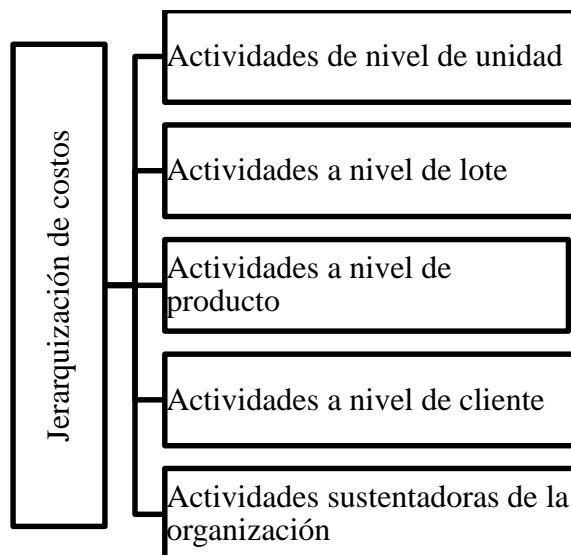 Jerarquización de costos
Actividades de nivel de unidad
Actividades a nivel de lote
Actividades a nivel de
producto
Actividades a nivel de cliente
Actividades sustentadoras de la
organización